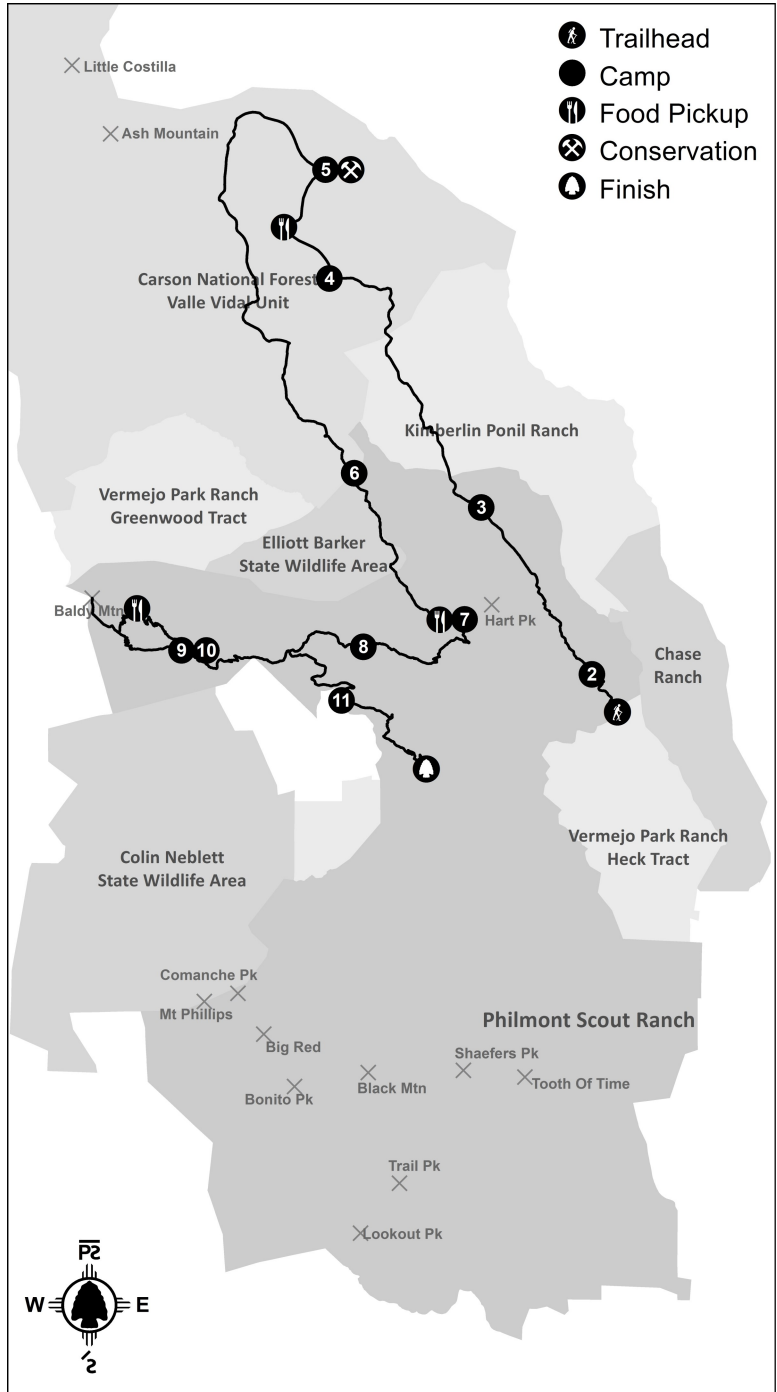 Trailhead
Camp
Food Pickup
Conservation
Finish
Little Costilla
Ash Mountain
5
4
Carson National Forest
Valle Vidal Unit
Kimberlin Ponil Ranch
6
Vermejo Park Ranch
Greenwood Tract
3
Elliott Barker
State Wildlife Area
Baldy Mtn
7
Hart Pk
9
10
8
2
Chase
Ranch
11
Vermejo Park Ranch
Heck Tract
Colin Neblett
State Wildlife Area
Comanche Pk
Mt Phillips
Philmont Scout Ranch
Big Red
Shaefers Pk
Black Mtn
Tooth Of Time
Bonito Pk
Trail Pk
Lookout Pk
W
E